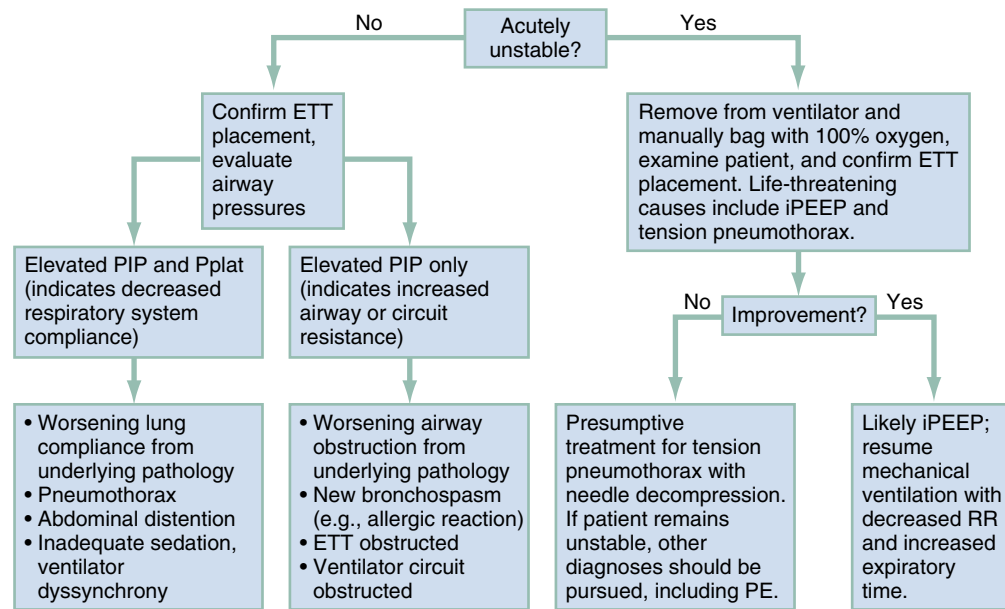 No
Acutely
unstable?
Yes
Confirm ETT
placement,
evaluate
airway
pressures
Remove from ventilator and
manually bag with 100% oxygen,
examine patient, and confirm ETT
placement. Life-threatening
causes include iPEEP and
tension pneumothorax.
Elevated PIP and Pplat
(indicates decreased
respiratory system
compliance)
Elevated PIP only
(indicates increased
airway or circuit
resistance)
No
Improvement?
Yes
• Worsening lung
compliance from
underlying pathology
• Pneumothorax
• Abdominal distention
• Inadequate sedation,
ventilator
dyssynchrony
• Worsening airway
obstruction from
underlying pathology
• New bronchospasm
(e.g., allergic reaction)
• ETT obstructed
• Ventilator circuit
obstructed
Presumptive
treatment for tension
pneumothorax with
needle decompression.
If patient remains
unstable, other
diagnoses should be
pursued, including PE.
Likely iPEEP;
resume
mechanical
ventilation with
decreased RR
and increased
expiratory
time.